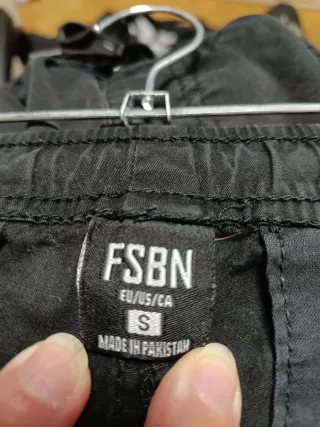 FSBN
EU/US/CA
S
MADE IN PAKISTAN